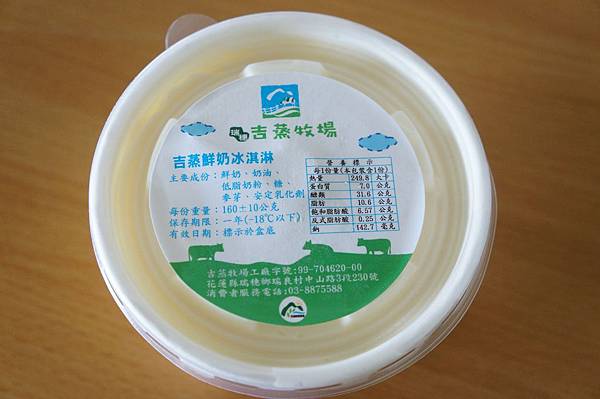 瑞穗
吉蒸牧場
吉蒸鮮奶冰淇淋
主要成份：鮮奶、奶油、
低脂奶粉、糖、
麥芽、安定乳化劑
每份重量：160±10公克
保存期限：一年(-18℃以下)
有效日期：標示於盒底
營養標示
每1份量(本包裝含1份)
熱量 249.8 大卡
蛋白質 7.0 公克
糖類 31.6 公克
脂肪 10.6 公克
飽和脂肪酸 6.57 公克
反式脂肪酸 0.25 公克
鈉 142.7 毫克
吉蒸牧場工廠字號:99-704620-00
花蓮縣瑞穗鄉瑞良村中山路3段230號
消費者服務電話:03-8875588